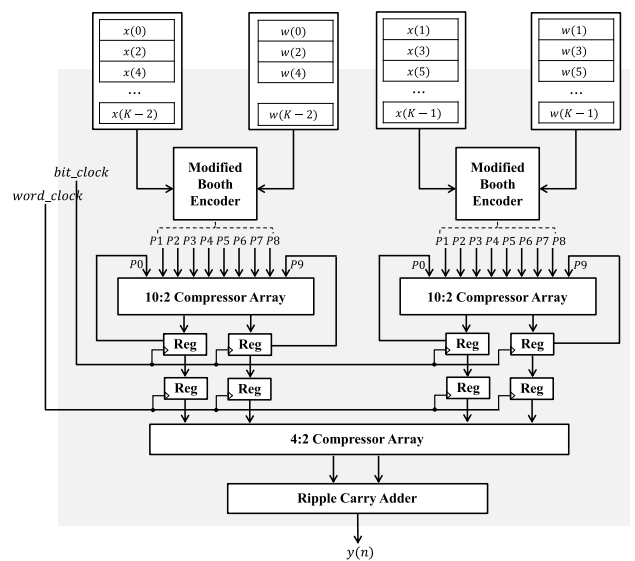 x(0) w(0) x(1) w(1)
x(2) w(2) x(3) w(3)
x(4) w(4) x(5) w(5)
... ... ... ...
x(K − 2) w(K − 2) x(K − 1) w(K − 1)
bit_clock
word_clock
Modified Booth Encoder
Modified Booth Encoder
P1 P2 P3 P4 P5 P6 P7 P8
P1 P2 P3 P4 P5 P6 P7 P8
P0 P9 P0 P9
10:2 Compressor Array 10:2 Compressor Array
Reg Reg Reg Reg
Reg Reg Reg Reg
4:2 Compressor Array
Ripple Carry Adder
y(n)